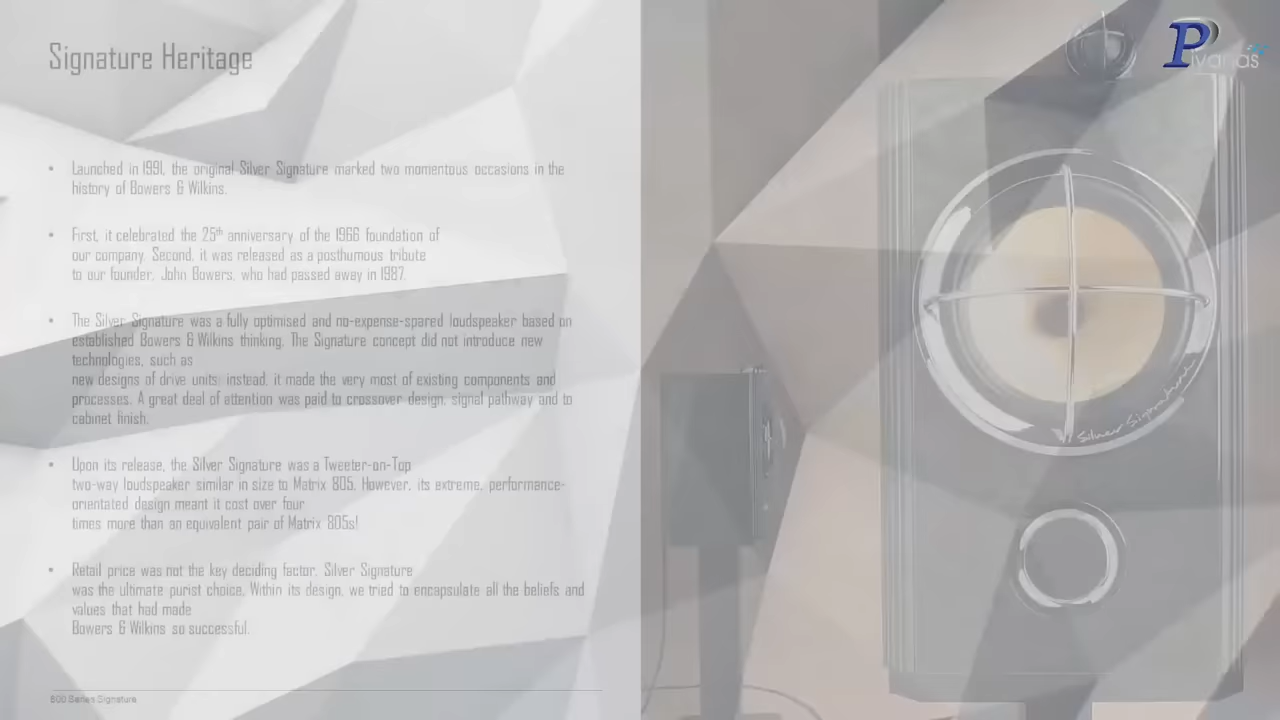 Signature Heritage
Pivanas
• Launched in 1991, the original Silver Signature marked two momentous occasions in the
history of Bowers & Wilkins.
• First, it celebrated the 25th anniversary of the 1966 foundation of
our company. Second, it was released as a posthumous tribute
to our founder, John Bowers, who had passed away in 1987.
• The Silver Signature was a fully optimised and no-expense-spared loudspeaker based on
established Bowers & Wilkins thinking. The Signature concept did not introduce new
technologies, such as
new designs of drive units; instead, it made the very most of existing components and
processes. A great deal of attention was paid to crossover design, signal pathway and to
cabinet finish.
• Upon its release, the Silver Signature was a Tweeter-on-Top
two-way loudspeaker similar in size to Matrix 805. However, its extreme, performance-
orientated design meant it cost over four
times more than an equivalent pair of Matrix 805s!
• Retail price was not the key deciding factor. Silver Signature
was the ultimate purist choice. Within its design, we tried to encapsulate all the beliefs and
values that had made
Bowers & Wilkins so successful.
Silver Signature
800 Series Signature